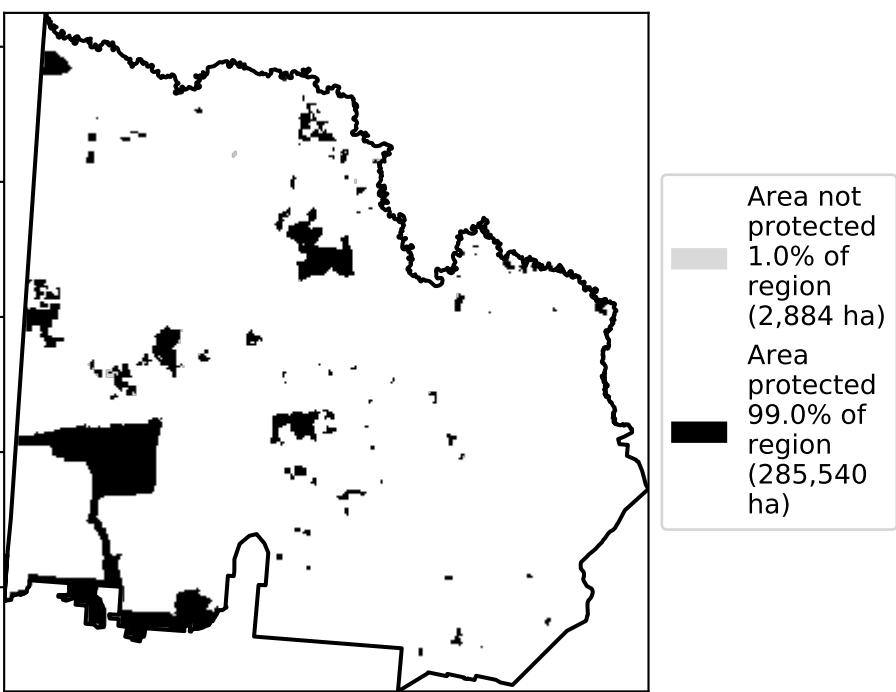 Area not
protected
1.0% of
region
(2,884 ha)
Area
protected
99.0% of
region
(285,540
ha)